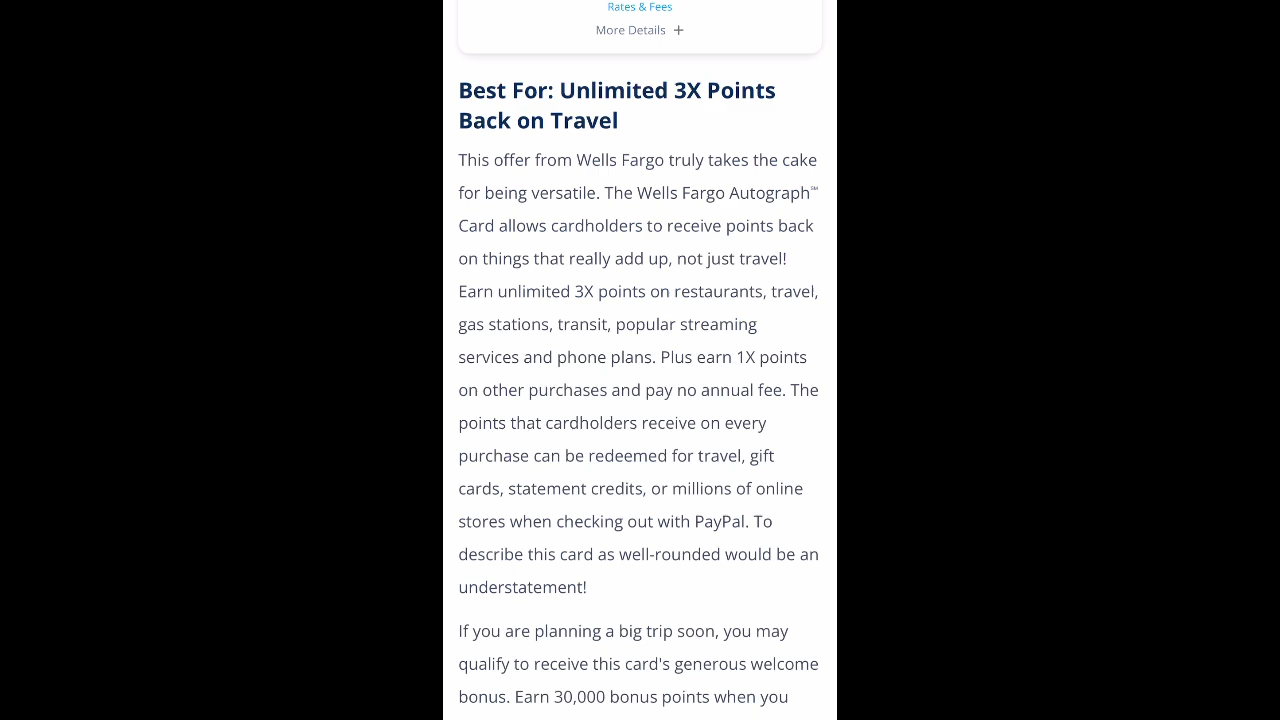 Rates & Fees
More Details +
Best For: Unlimited 3X Points
Back on Travel
This offer from Wells Fargo truly takes the cake
for being versatile. The Wells Fargo Autograph℠
Card allows cardholders to receive points back
on things that really add up, not just travel!
Earn unlimited 3X points on restaurants, travel,
gas stations, transit, popular streaming
services and phone plans. Plus earn 1X points
on other purchases and pay no annual fee. The
points that cardholders receive on every
purchase can be redeemed for travel, gift
cards, statement credits, or millions of online
stores when checking out with PayPal. To
describe this card as well-rounded would be an
understatement!
If you are planning a big trip soon, you may
qualify to receive this card's generous welcome
bonus. Earn 30,000 bonus points when you